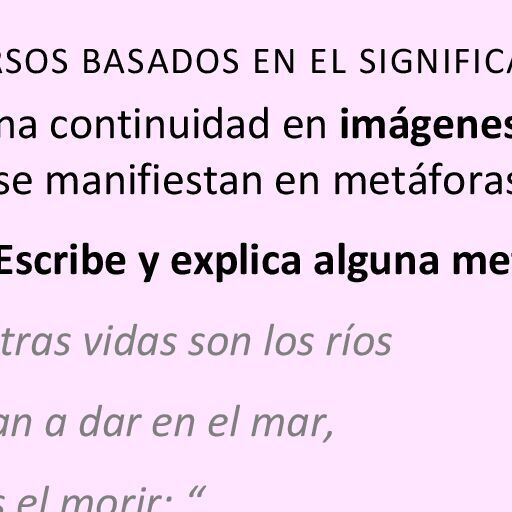 RSOS BASADOS EN EL SIGNIFICA
na continuidad en imágenes
se manifiestan en metáforas
Escribe y explica alguna me
tras vidas son los ríos
an a dar en el mar,
s el morir: “